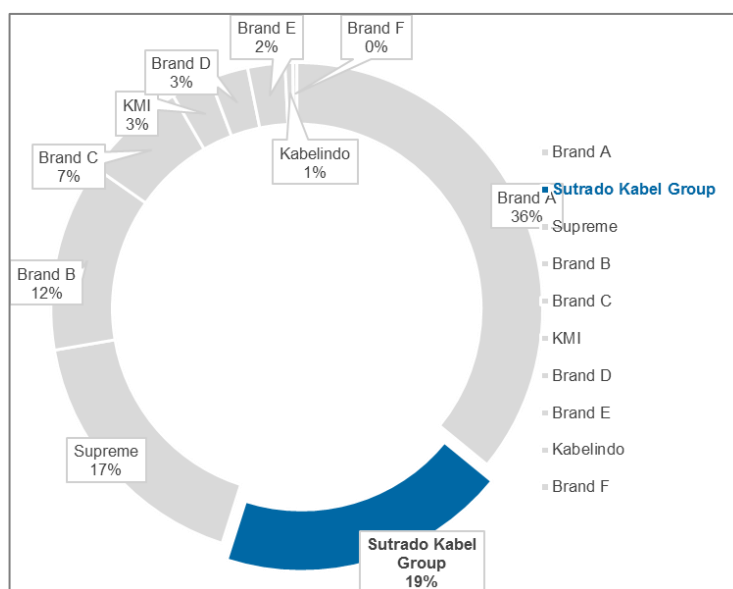 Brand E
2%
Brand F
0%
Brand D
3%
KMI
3%
Kabelindo
1%
Brand C
7%
Brand A
36%
Brand B
12%
Supreme
17%
Sutrado Kabel
Group
19%
Brand A
Sutrado Kabel Group
Supreme
Brand B
Brand C
KMI
Brand D
Brand E
Kabelindo
Brand F